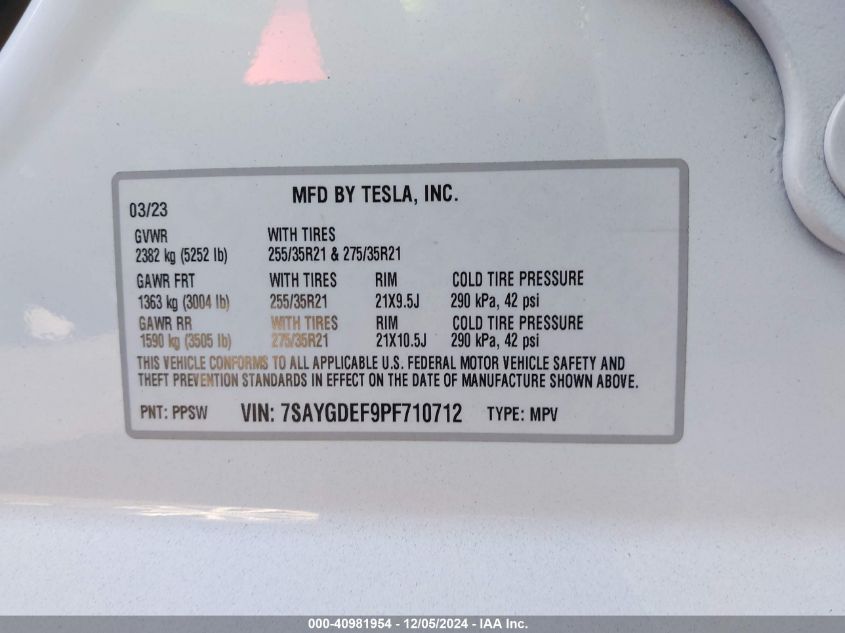 MFD BY TESLA, INC.
03/23
GVWR WITH TIRES
2382 kg (5252 lb) 255/35R21 & 275/35R21
GAWR FRT WITH TIRES RIM COLD TIRE PRESSURE
1363 kg (3004 lb) 255/35R21 21X9.5J 290 kPa, 42 psi
GAWR RR WITH TIRES RIM COLD TIRE PRESSURE
1590 kg (3505 lb) 275/35R21 21X10.5J 290 kPa, 42 psi
THIS VEHICLE CONFORMS TO ALL APPLICABLE U.S. FEDERAL MOTOR VEHICLE SAFETY AND
THEFT PREVENTION STANDARDS IN EFFECT ON THE DATE OF MANUFACTURE SHOWN ABOVE.
PNT: PPSW VIN: 7SAYGDEF9PF710712 TYPE: MPV
000-40981954 - 12/05/2024 - IAA Inc.